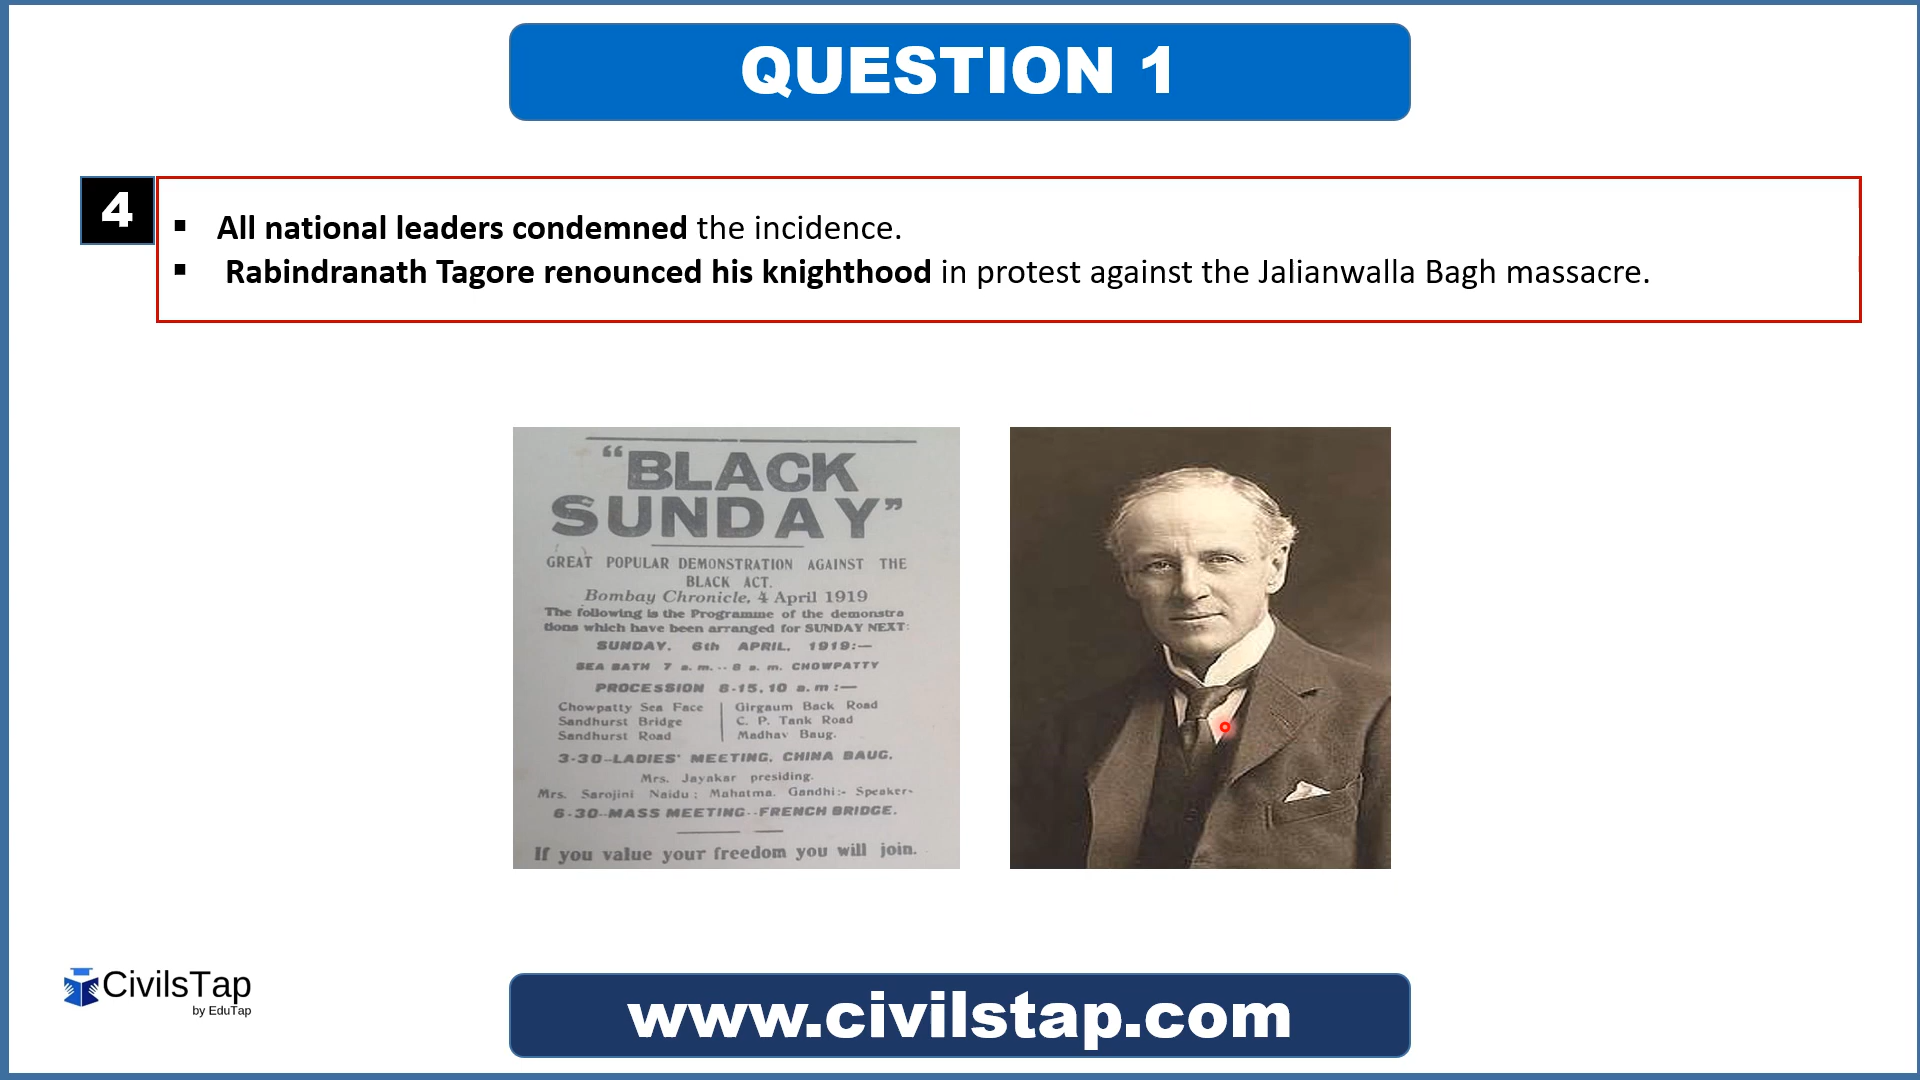 QUESTION 1
4
▪ All national leaders condemned the incidence.
▪ Rabindranath Tagore renounced his knighthood in protest against the Jalianwalla Bagh massacre.
“BLACK
SUNDAY”
GREAT POPULAR DEMONSTRATION AGAINST THE
BLACK ACT.
Bombay Chronicle, 4 April 1919
The following is the Programme of the demonstra
tions which have been arranged for SUNDAY NEXT:
SUNDAY, 6th APRIL, 1919:—
SEA BATH 7 a. m. -- 8 a. m. CHOWPATTY
PROCESSION 8-15, 10 a. m :—
Chowpatty Sea Face
Sandhurst Bridge
Sandhurst Road
Girgaum Back Road
C. P. Tank Road
Madhav Baug.
3-30-LADIES' MEETING, CHINA BAUG.
Mrs. Jayakar presiding.
Mrs. Sarojini Naidu : Mahatma. Gandhi:- Speaker-
6-30--MASS MEETING--FRENCH BRIDGE.
If you value your freedom you will join.
CivilsTap
by EduTap
www.civilstap.com